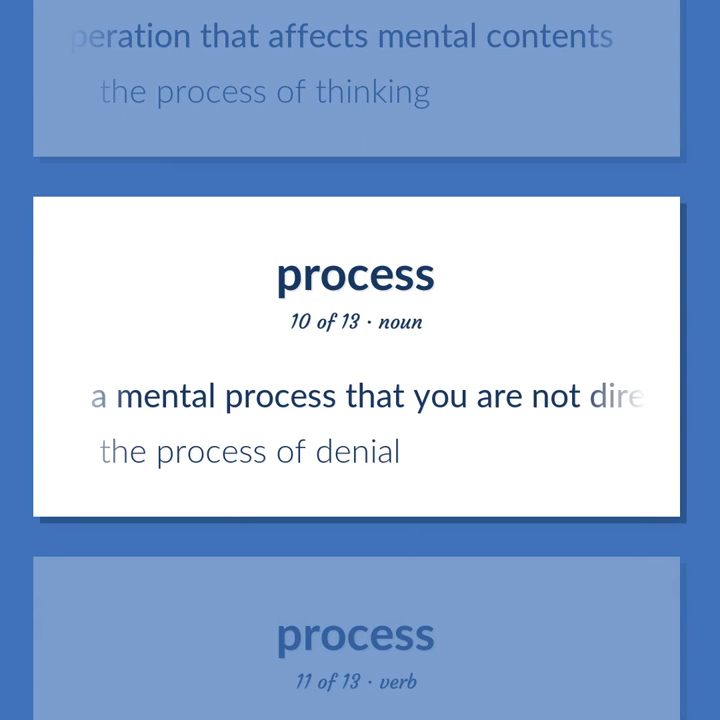 peration that affects mental contents
the process of thinking
process
10 of 13 · noun
a mental process that you are not dire
the process of denial
process
11 of 13 · verb